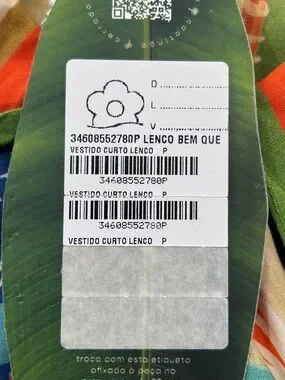 D ..............
L ..............
V ..............
34608552780P LENCO BEM QUE
VESTIDO CURTO LENCO P
34608552780P
VESTIDO CURTO LENCO P
34608552780P
VESTIDO CURTO LENCO P
troca com esta etiqueta
afixada à peça no